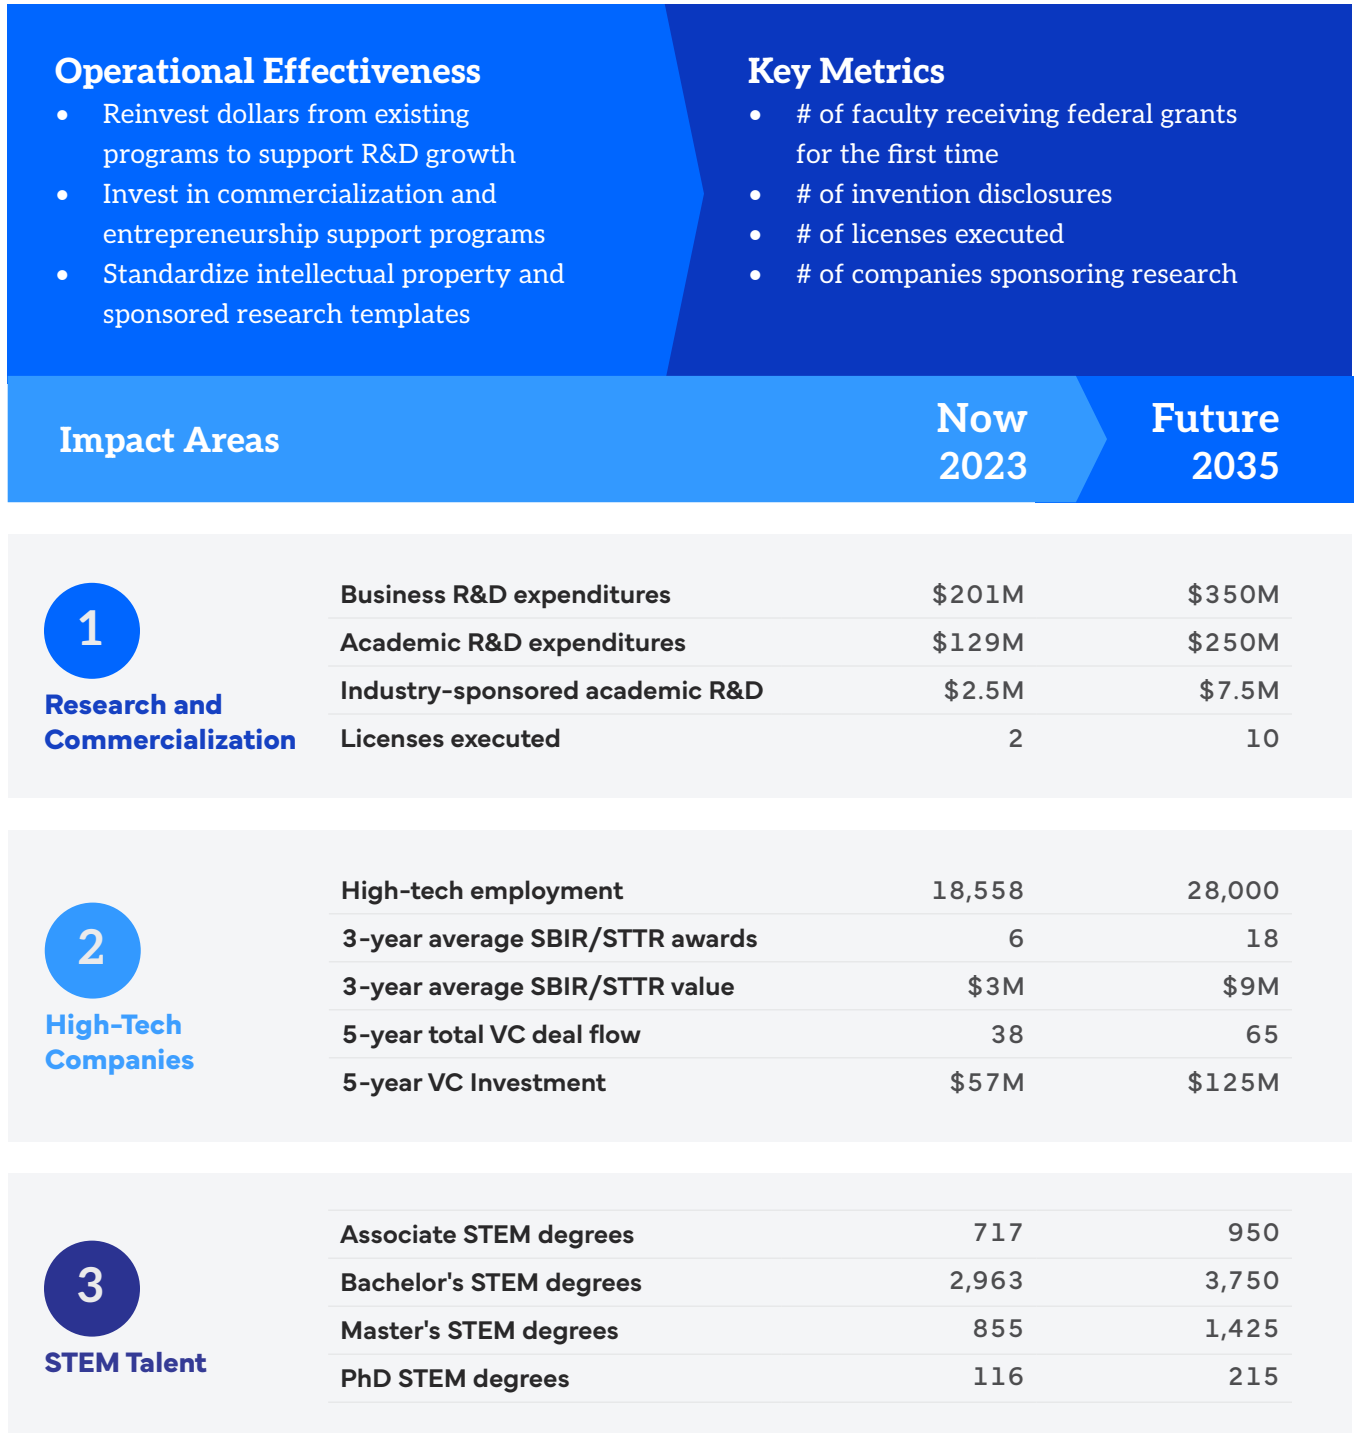 Operational Effectiveness
• Reinvest dollars from existing
programs to support R&D growth
• Invest in commercialization and
entrepreneurship support programs
• Standardize intellectual property and
sponsored research templates
Key Metrics
• # of faculty receiving federal grants
for the first time
• # of invention disclosures
• # of licenses executed
• # of companies sponsoring research
Impact Areas
Now
2023
Future
2035
1
Research and
Commercialization
Business R&D expenditures $201M $350M
Academic R&D expenditures $129M $250M
Industry-sponsored academic R&D $2.5M $7.5M
Licenses executed 2 10
2
High-Tech
Companies
High-tech employment 18,558 28,000
3-year average SBIR/STTR awards 6 18
3-year average SBIR/STTR value $3M $9M
5-year total VC deal flow 38 65
5-year VC Investment $57M $125M
3
STEM Talent
Associate STEM degrees 717 950
Bachelor's STEM degrees 2,963 3,750
Master's STEM degrees 855 1,425
PhD STEM degrees 116 215